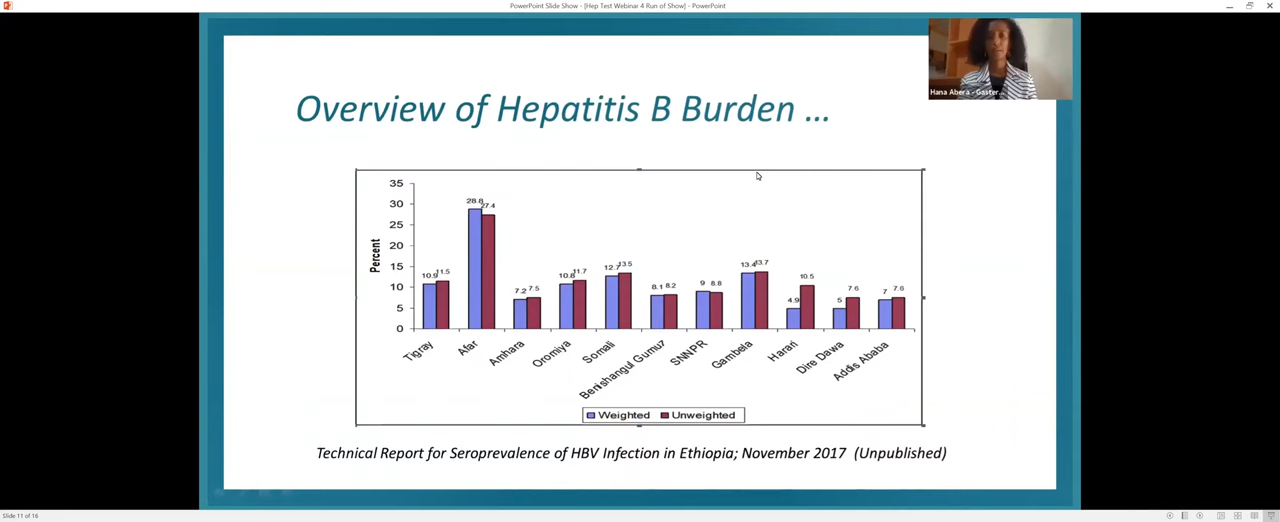 PowerPoint Slide Show - [Hep Test Webinar 4 Run of Show] - PowerPoint
Hana Abera - Gaster...
Overview of Hepatitis B Burden ...
Percent
35
30
25
20
15
10
5
0
10.9 11.5
28.8 27.4
7.2 7.5
10.8 11.7
12.7 13.5
8.1 8.2
9 8.8
13.4 13.7
4.9 10.5
5 7.6
7 7.6
Tigray
Afar
Amhara
Oromiya
Somali
Benishangul Gumuz
SNNPR
Gambela
Harari
Dire Dawa
Addis Ababa
Weighted Unweighted
Technical Report for Seroprevalence of HBV Infection in Ethiopia; November 2017 (Unpublished)
Slide 11 of 16